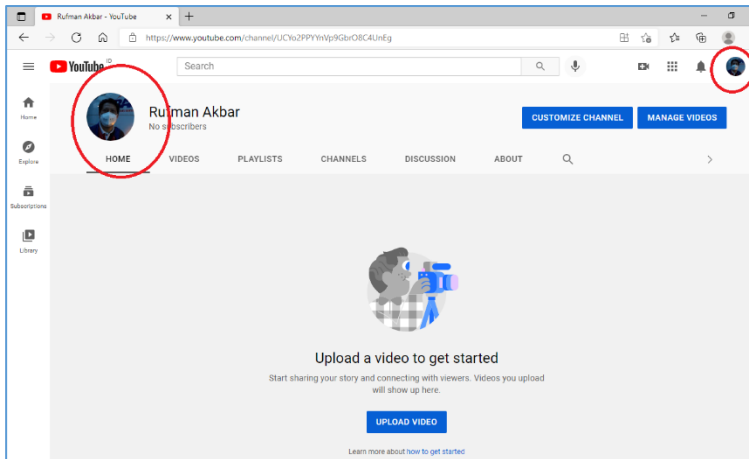 Rufman Akbar - YouTube
https://www.youtube.com/channel/UCYo2PPYYnVp9GbrO8C4UnEg
YouTube
Search
Rufman Akbar
No subscribers
CUSTOMIZE CHANNEL
MANAGE VIDEOS
HOME VIDEOS PLAYLISTS CHANNELS DISCUSSION ABOUT
Home
Explore
Subscriptions
Library
Upload a video to get started
Start sharing your story and connecting with viewers. Videos you upload
will show up here.
UPLOAD VIDEO
Learn more about how to get started